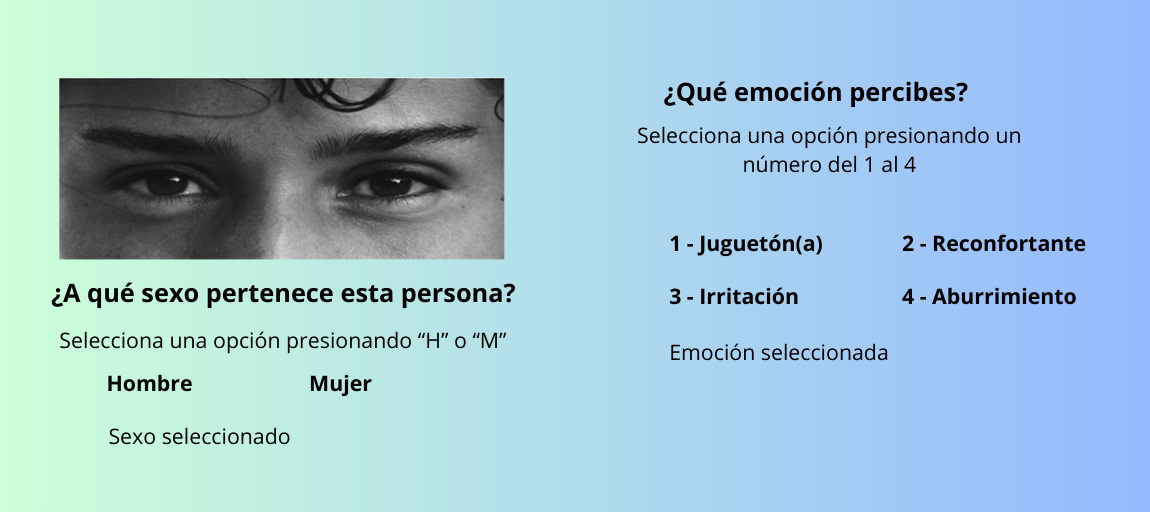 ¿A qué sexo pertenece esta persona?
Selecciona una opción presionando “H” o “M”
Hombre
Mujer
Sexo seleccionado
¿Qué emoción percibes?
Selecciona una opción presionando un
número del 1 al 4
1 - Juguetón(a)
2 - Reconfortante
3 - Irritación
4 - Aburrimiento
Emoción seleccionada